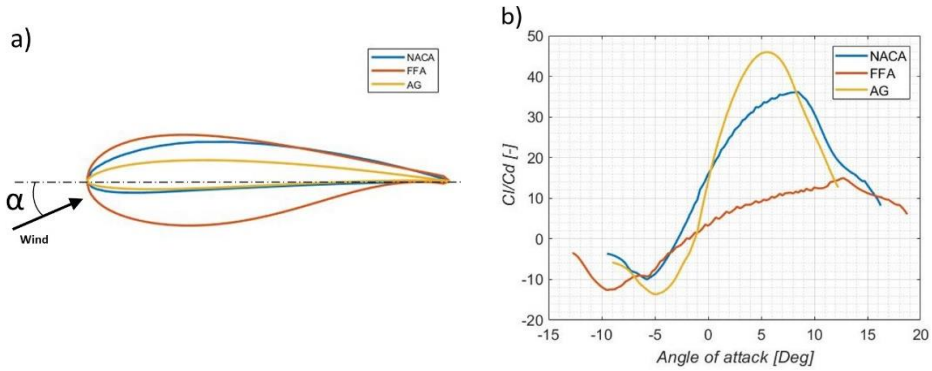 a)
NACA
FFA
AG
α
Wind
b)
50
40
30
20
10
0
-10
-20
Cl/Cd [-]
NACA
FFA
AG
-15
-10
-5
0
5
10
15
20
Angle of attack [Deg]